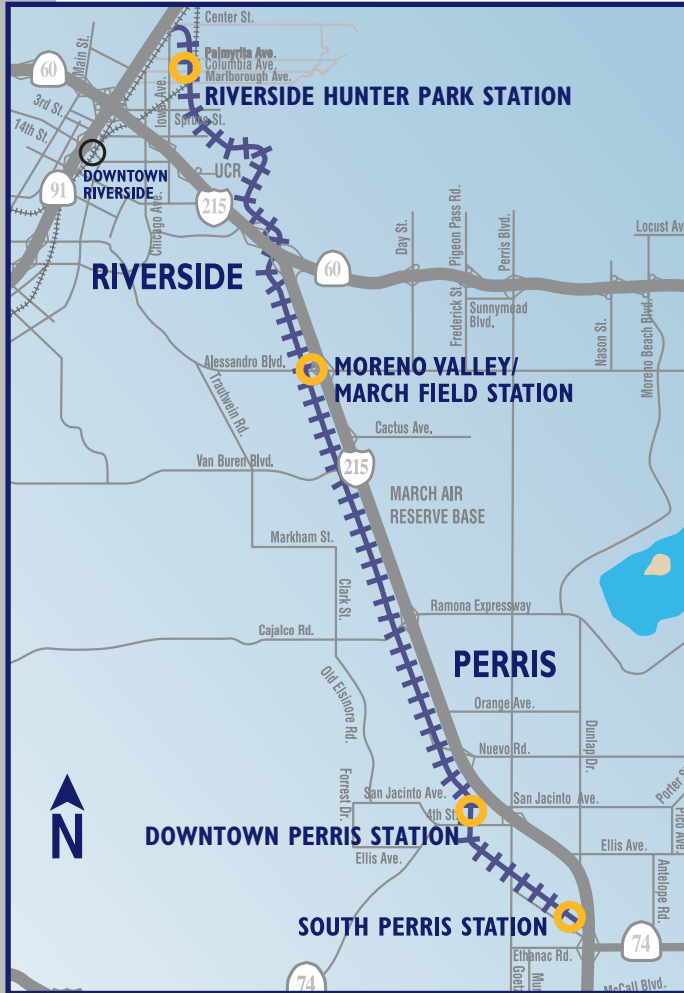 Center St.
Main St.
Palmyrita Ave.
Columbia Ave.
Marlborough Ave.
60
Iowa Ave.
RIVERSIDE HUNTER PARK STATION
3rd St.
Spruce St.
14th St.
UCR
DOWNTOWN
RIVERSIDE
91
215
Chicago Ave.
Day St.
Pigeon Pass Rd.
Perris Blvd.
Locust Av
RIVERSIDE
60
Frederick St.
Sunnymead
Blvd.
Nason St.
Moreno Beach Blvd.
Alessandro Blvd.
MORENO VALLEY/
MARCH FIELD STATION
Trautwein Rd.
Cactus Ave.
Van Buren Blvd.
215
MARCH AIR
RESERVE BASE
Markham St.
Clark St.
Ramona Expressway
Cajalco Rd.
PERRIS
Old Elsinore Rd.
Orange Ave.
Dunlap Dr.
Nuevo Rd.
Forrest Dr.
San Jacinto Ave.
San Jacinto Ave.
Porter S
4th St.
Pico Ave.
N
DOWNTOWN PERRIS STATION
Ellis Ave.
Ellis Ave.
Antelope Rd.
SOUTH PERRIS STATION
74
Ethanac Rd.
Goetz
Mur
74
McCall Blvd.